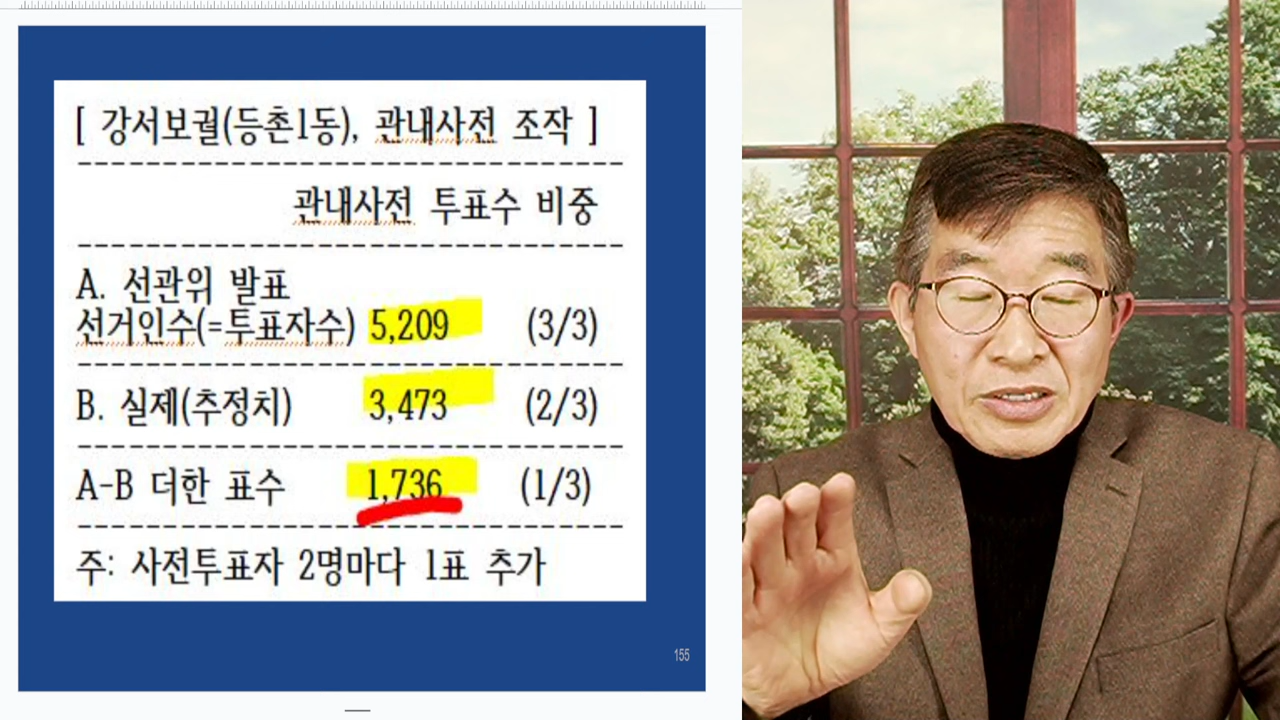 [ 강서보궐(등촌1동), 관내사전 조작 ]
관내사전 투표수 비중
A. 선관위 발표
선거인수(=투표자수) 5,209 (3/3)
B. 실제(추정치) 3,473 (2/3)
A-B 더한 표수 1,736 (1/3)
주: 사전투표자 2명마다 1표 추가
155